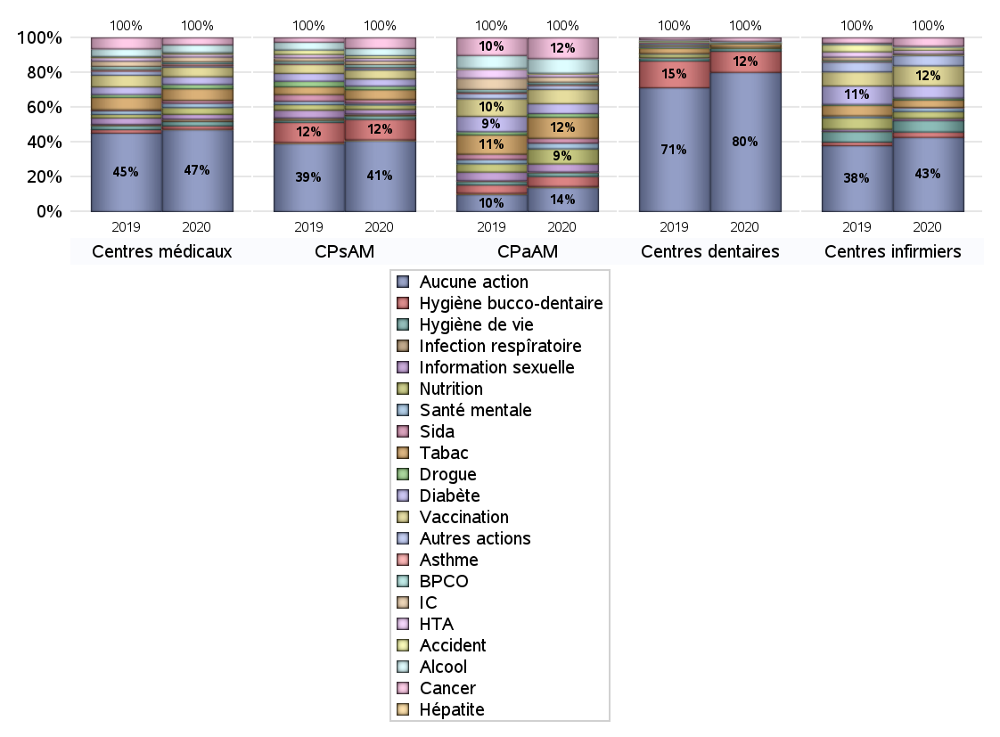 100% 100% 100% 100% 100% 100% 100% 100% 100% 100%
100%
80%
60%
40%
20%
0%
45% 47%
12% 12%
39% 41%
10% 12%
10%
9%
11% 12%
9%
10% 14%
15% 12%
71% 80%
12%
11%
38% 43%
2019 2020 2019 2020 2019 2020 2019 2020 2019 2020
Centres médicaux CPsAM CPaAM Centres dentaires Centres infirmiers
Aucune action
Hygiène bucco-dentaire
Hygiène de vie
Infection respîratoire
Information sexuelle
Nutrition
Santé mentale
Sida
Tabac
Drogue
Diabète
Vaccination
Autres actions
Asthme
BPCO
IC
HTA
Accident
Alcool
Cancer
Hépatite